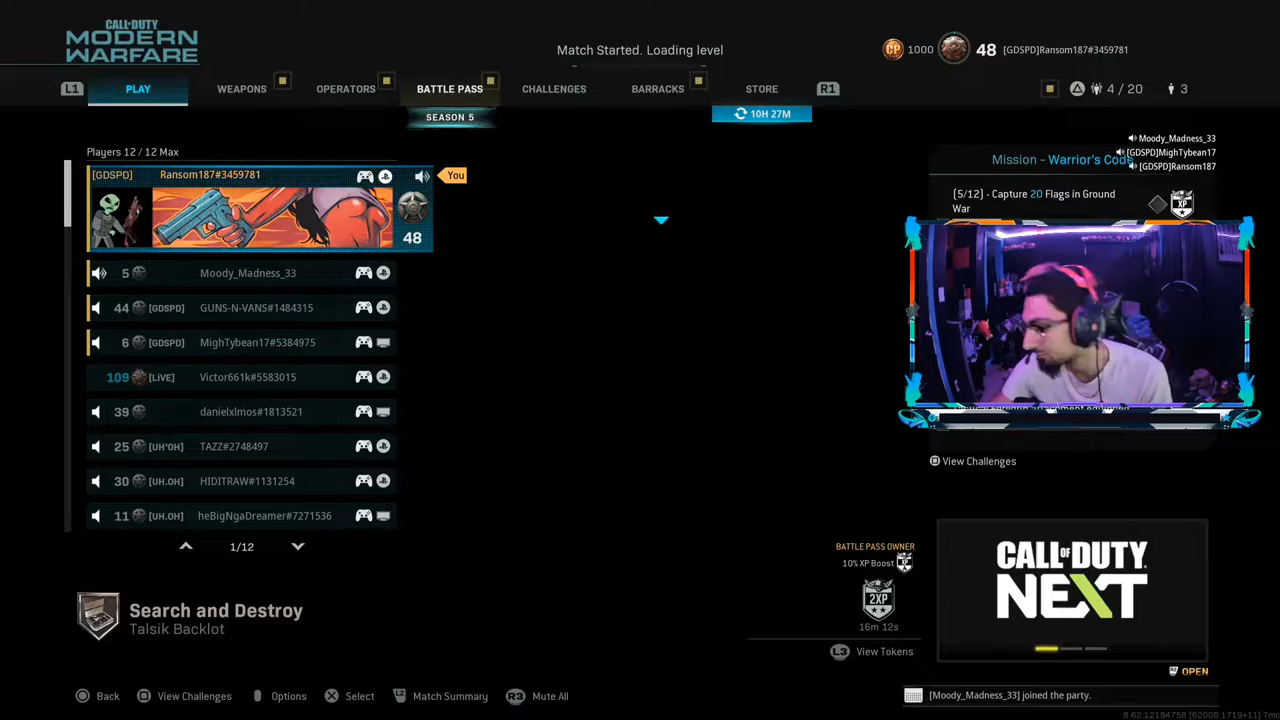 CALL OF DUTY
MODERN
WARFARE
Match Started. Loading level
CP 1000 48 [GDSPD]Ransom187#3459781
L1 PLAY WEAPONS OPERATORS BATTLE PASS CHALLENGES BARRACKS STORE R1 4 / 20 3
SEASON 5
10H 27M
Players 12 / 12 Max
[GDSPD] Ransom187#3459781
You
48
5 Moody_Madness_33
44 [GDSPD] GUNS-N-VANS#1484315
6 [GDSPD] MighTybean17#5384975
109 [LiVE] Victor661k#5583015
39 danielxlmos#1813521
25 [UH"OH] TAZZ#2748497
30 [UH.OH] HIDITRAW#1131254
11 [UH.OH] heBigNgaDreamer#7271536
1/12
Search and Destroy
Talsik Backlot
Moody_Madness_33
[GDSPD]MighTybean17
[GDSPD]Ransom187
Mission - Warrior's Code
[5/12] - Capture 20 Flags in Ground
War
XP
View Challenges
BATTLE PASS OWNER
10% XP Boost XP
2XP
16m 12s
L3 View Tokens
CALL OF DUTY
NEXT
R2 OPEN
[Moody_Madness_33] joined the party.
Back View Challenges Options Select L2 Match Summary R3 Mute All